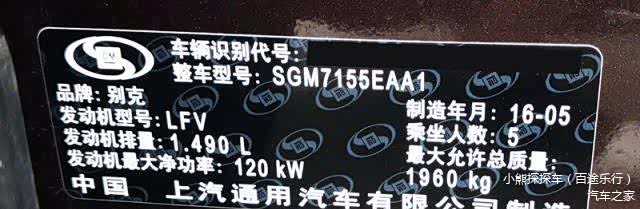 GM
车辆识别代号:
整车型号: SGM7155EAA1
品牌: 别克
制造年月: 16-05
发动机型号: LFV
乘坐人数: 5
发动机排量: 1.490 L
最大允许总质量:
发动机最大净功率: 120 kW
1960 kg
中国 上汽通用汽车有限公司制造
小熊探探车(百途乐行)
汽车之家